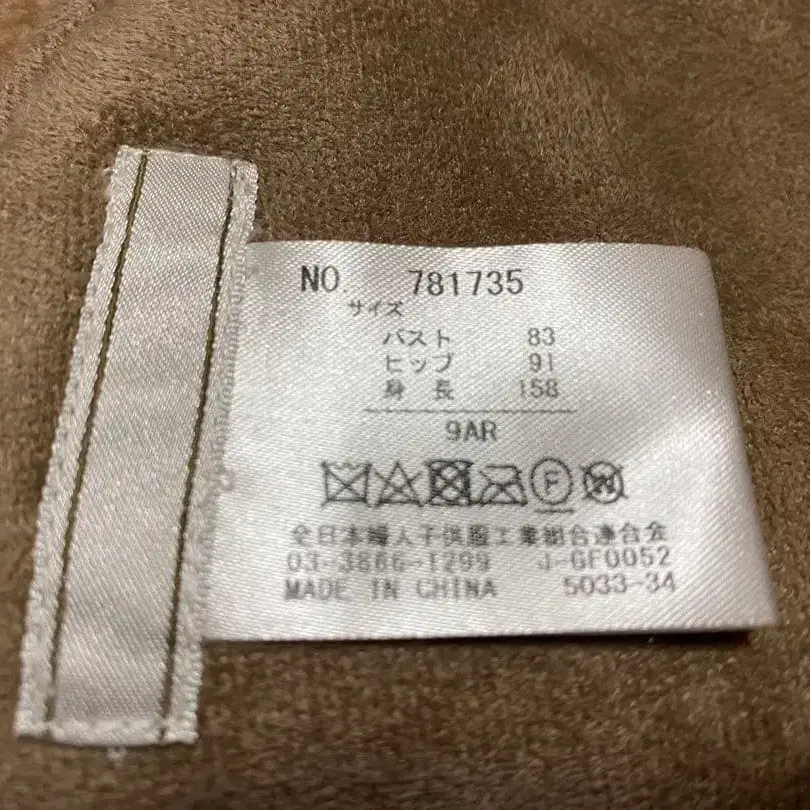 NO. 781735
サイズ
バスト 83
ヒップ 91
身長 158
9AR
F
W
全日本婦人子供服工業組合連合会
03-3866-1299 J-GF0052
MADE IN CHINA 5033-34